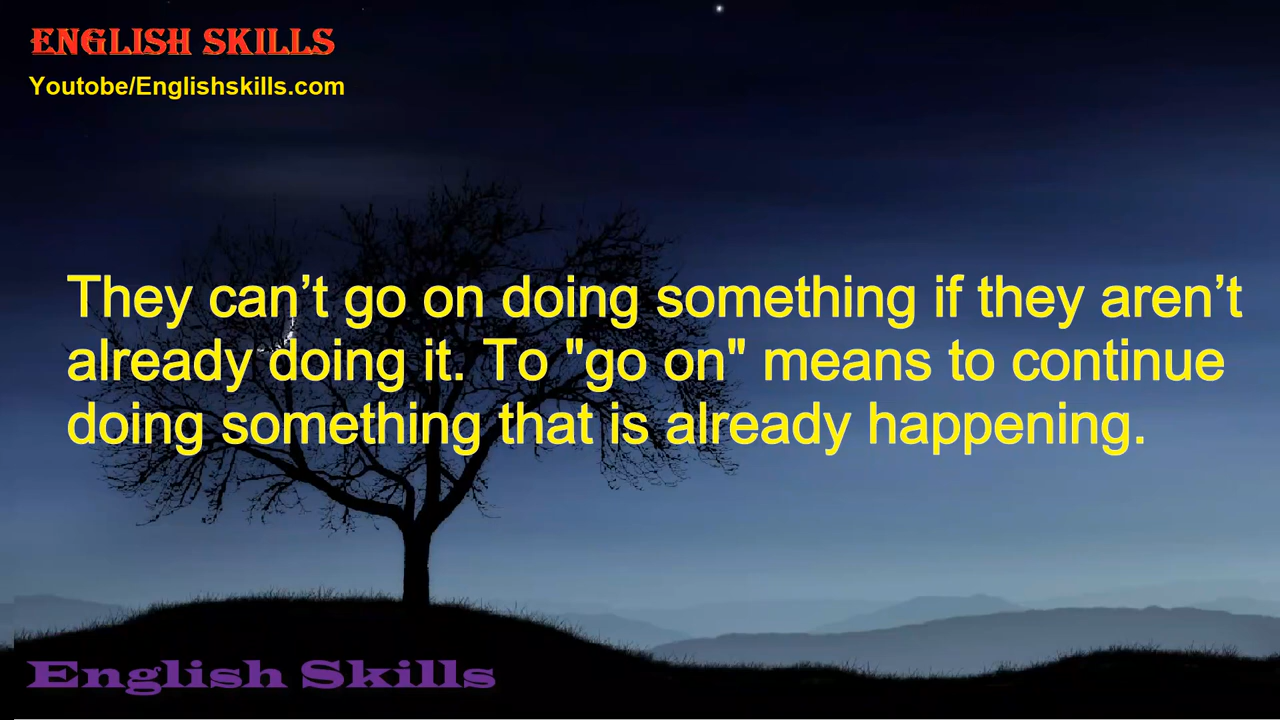 ENGLISH SKILLS
Youtobe/Englishskills.com
They can’t go on doing something if they aren’t
already doing it. To "go on" means to continue
doing something that is already happening.
English Skills